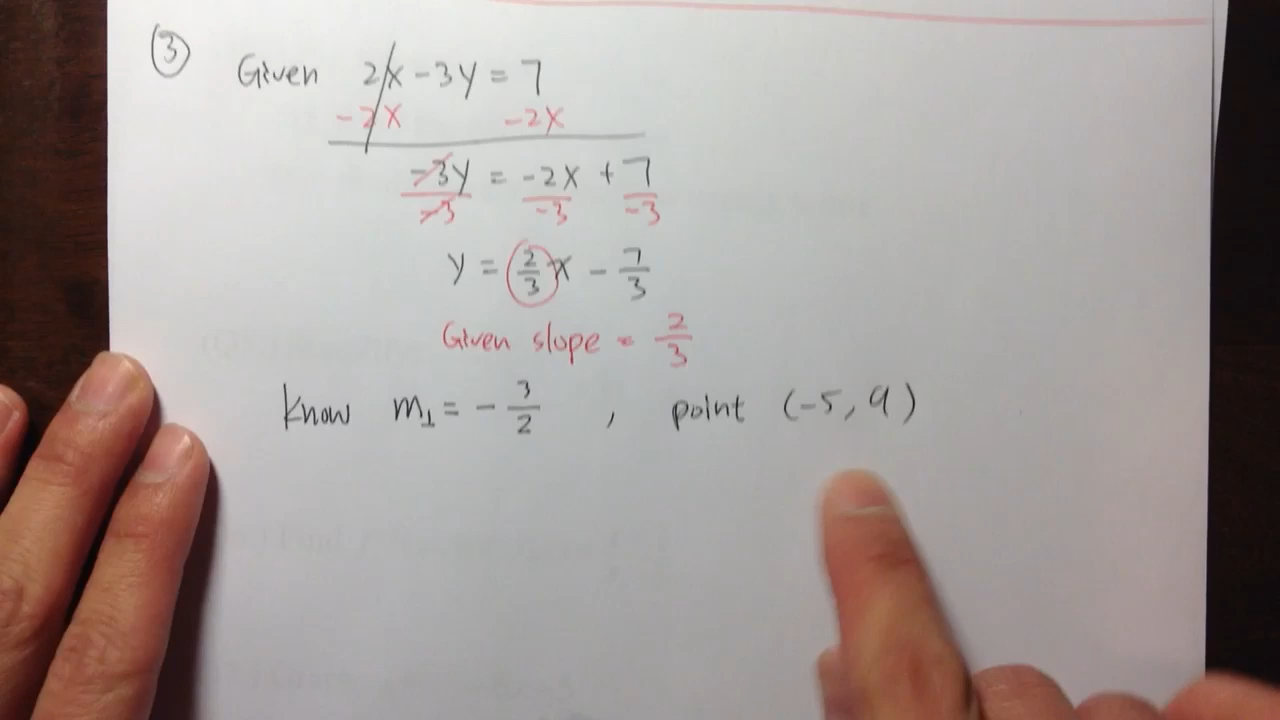 ③ Given 2x - 3y = 7
-2x -2x
-3y = -2x + 7
-3 -3 -3
y = 2/3 x - 7/3
Given slope = 2/3
know m⊥ = - 3/2 , point (-5, 9)